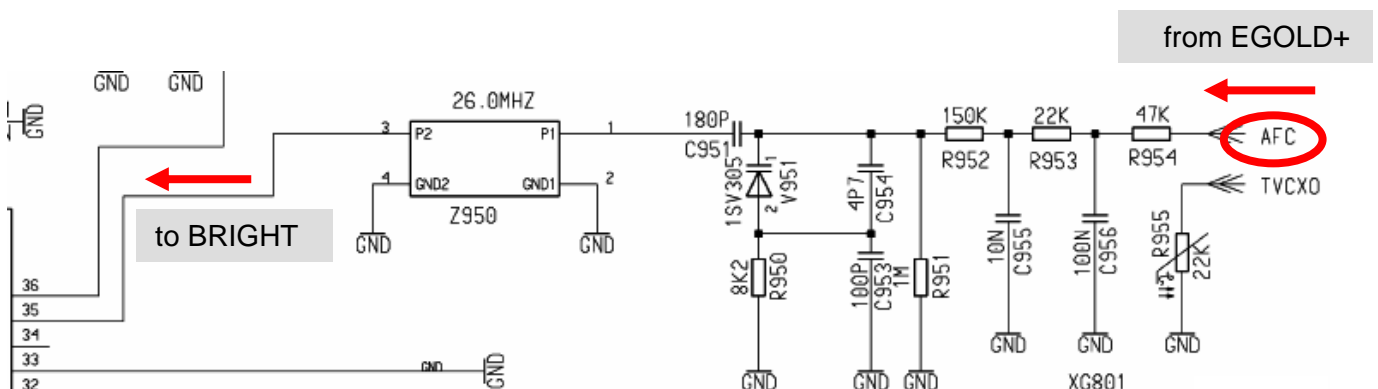 from EGOLD+
GND
GND
GND
26.0MHZ
3
P2
P1
1
4
GND2
GND1
2
Z950
GND
GND
to BRIGHT
180P
C951
1SV305
1
2
V951
4P7
C954
8K2
R950
100P
C953
1M
R951
150K
R952
22K
R953
47K
R954
AFC
TVCXO
10N
C955
100N
C956
R955
22K
GND
GND
GND
GND
GND
GND
XG801
36
35
34
33
32
GND
GND